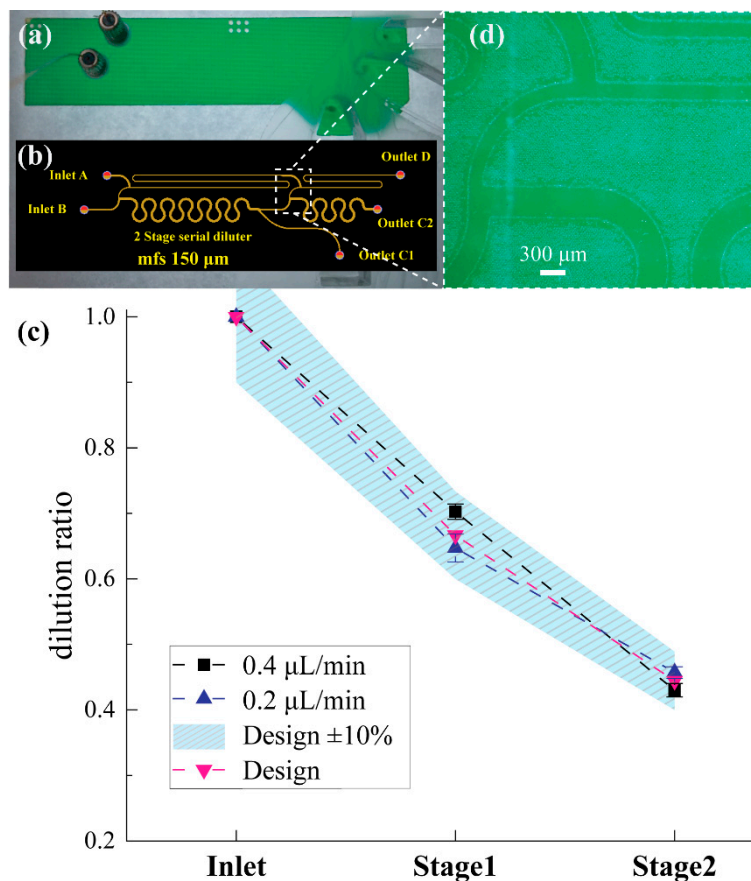 (a)
(d)
(b)
Inlet A
Outlet D
Inlet B
Outlet C2
2 Stage serial diluter
mfs 150 μm
Outlet C1
300 μm
(c)
1.0
0.8
0.6
0.4
0.2
dilution ratio
0.4 μL/min
0.2 μL/min
Design ±10%
Design
Inlet Stage1 Stage2